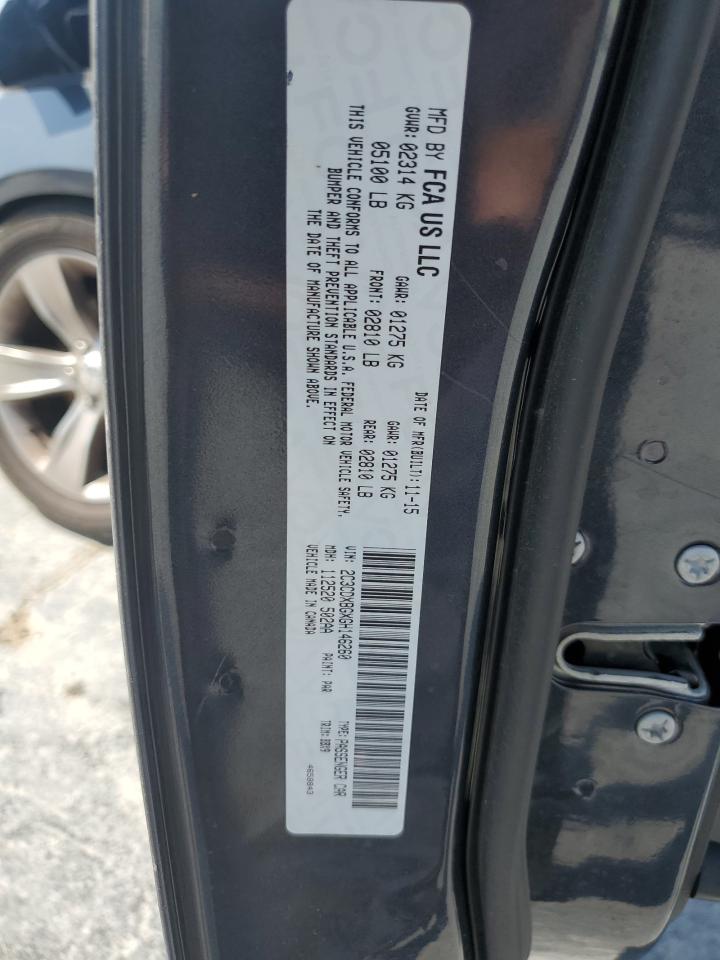 MFD BY FCA US LLC
DATE OF MFR(BUILT): 11-15
GVWR: 02314 KG
GAWR: 01275 KG
GAWR: 01275 KG
05100 LB
FRONT: 02810 LB
REAR: 02810 LB
THIS VEHICLE CONFORMS TO ALL APPLICABLE U.S.A. FEDERAL MOTOR VEHICLE SAFETY,
BUMPER AND THEFT PREVENTION STANDARDS IN EFFECT ON
THE DATE OF MANUFACTURE SHOWN ABOVE.
VIN: 2C3CDXBGXGH146260
TYPE: PASSENGER CAR
MDH: 112520 502AA
PAINT: PAR
VEHICLE MADE IN CANADA